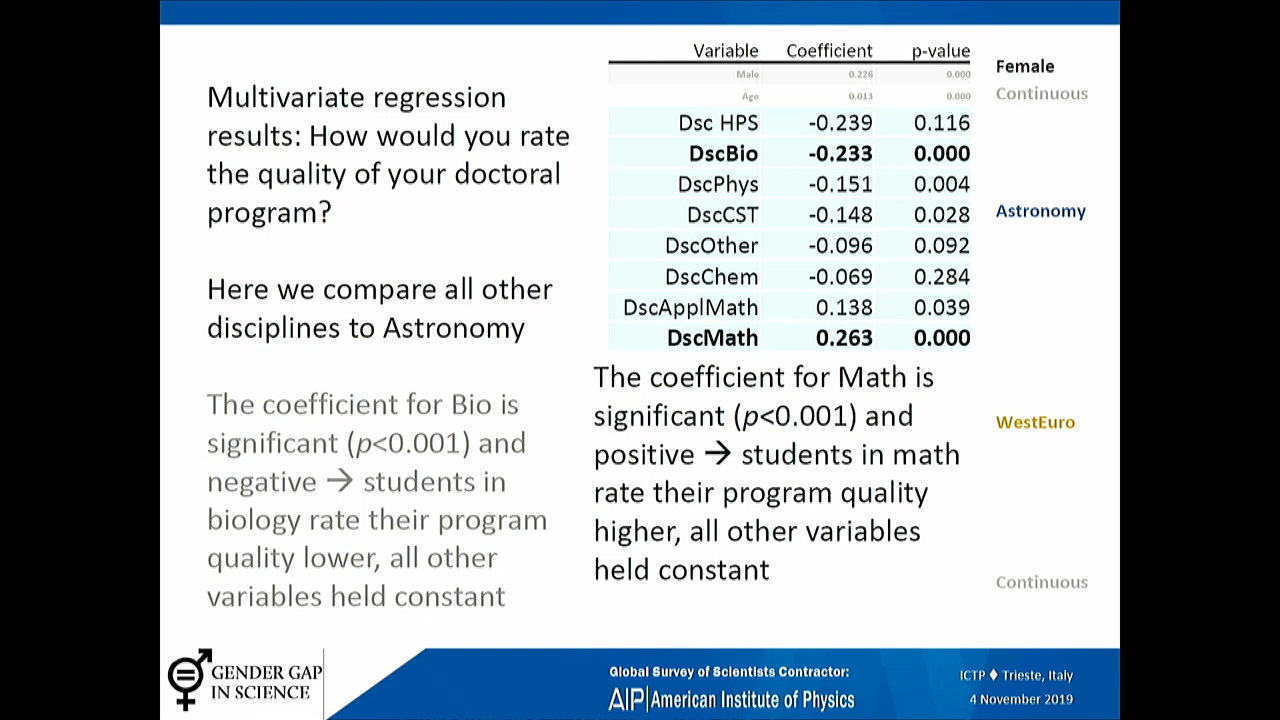 Multivariate regression
results: How would you rate
the quality of your doctoral
program?
Here we compare all other
disciplines to Astronomy
The coefficient for Bio is
significant (p<0.001) and
negative → students in
biology rate their program
quality lower, all other
variables held constant
Variable Coefficient p-value
Male 0.226 0.000
Age 0.013 0.000
Dsc HPS -0.239 0.116
DscBio -0.233 0.000
DscPhys -0.151 0.004
DscCST -0.148 0.028
DscOther -0.096 0.092
DscChem -0.069 0.284
DscApplMath 0.138 0.039
DscMath 0.263 0.000
The coefficient for Math is
significant (p<0.001) and
positive → students in math
rate their program quality
higher, all other variables
held constant
Female
Continuous
Astronomy
WestEuro
Continuous
GENDER GAP
IN SCIENCE
Global Survey of Scientists Contractor:
AIP American Institute of Physics
ICTP ♦ Trieste, Italy
4 November 2019